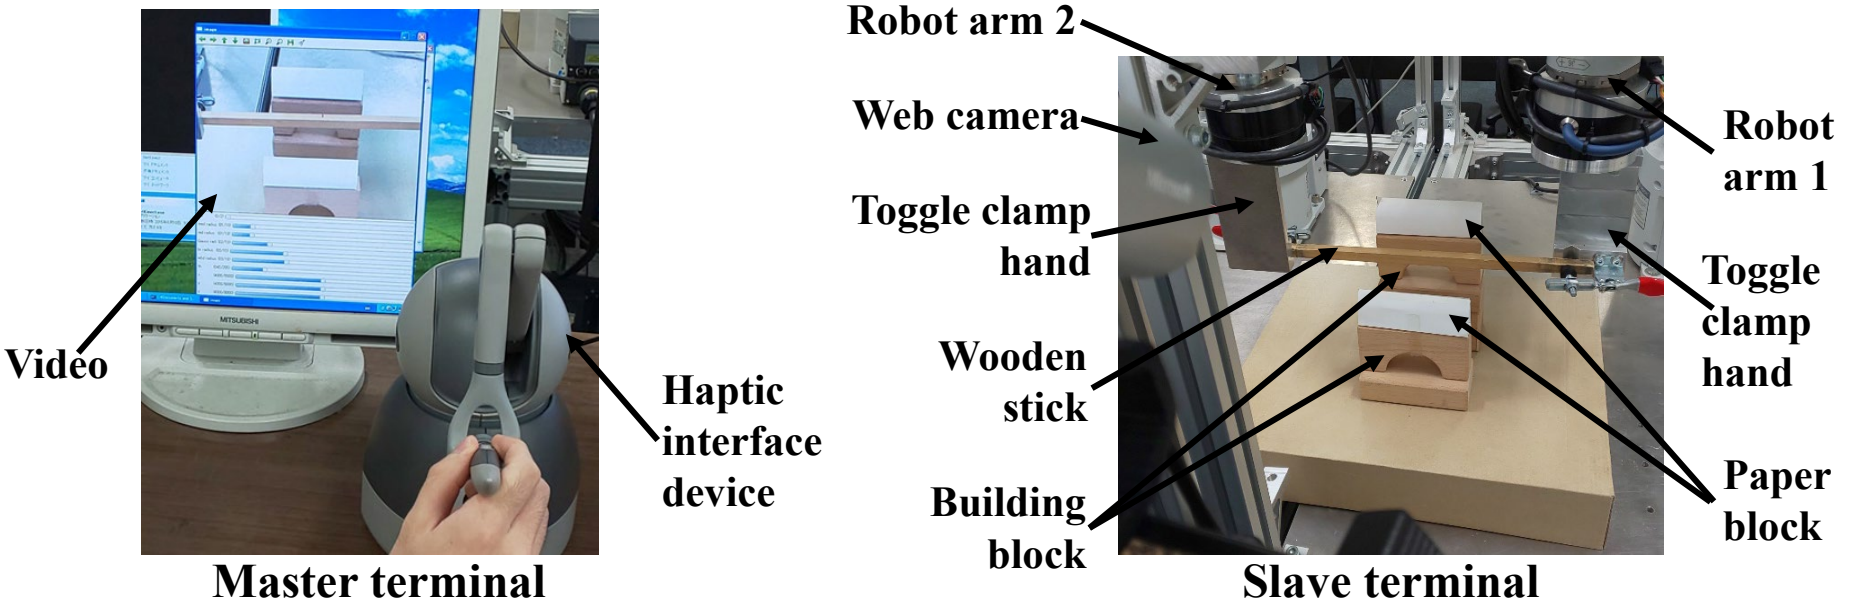 Video
MITSUBISHI
Haptic
interface
device
Master terminal
Robot arm 2
Web camera
Toggle clamp
hand
Wooden
stick
Building
block
Robot
arm 1
Toggle
clamp
hand
Paper
block
Slave terminal